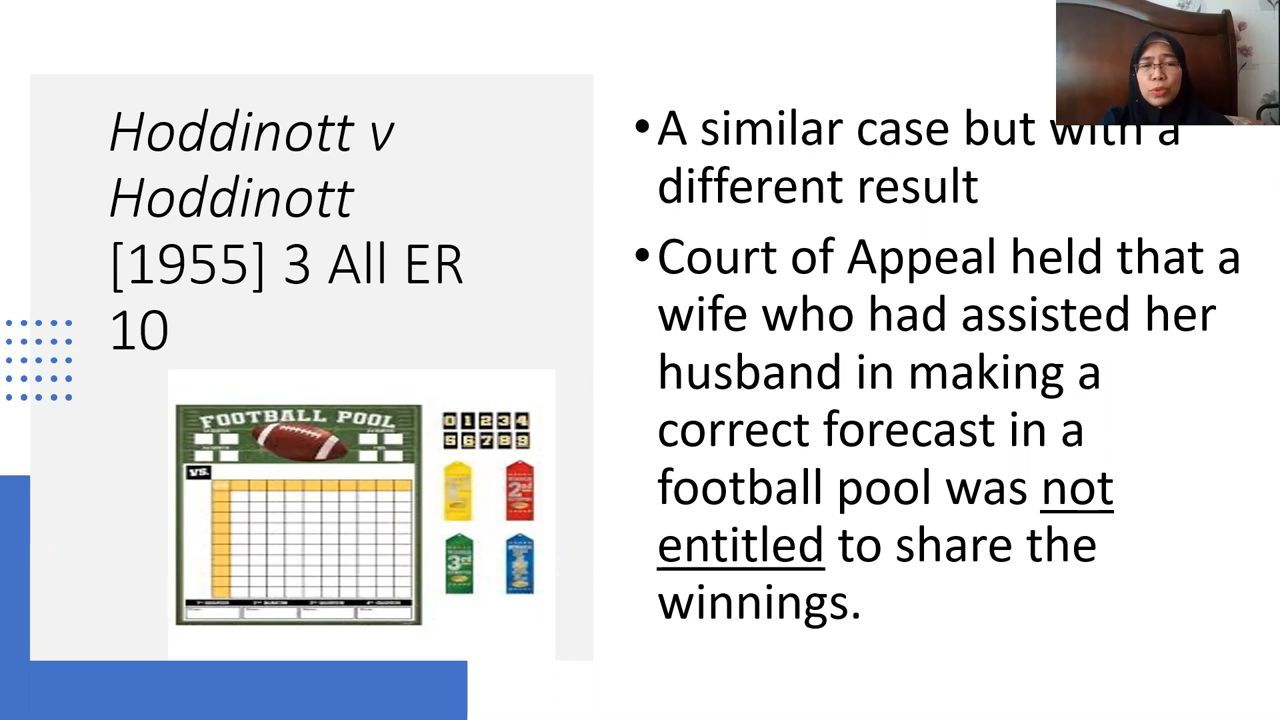 Hoddinott v
Hoddinott
[1955] 3 All ER
10
FOOTBALL POOL
VS.
0 1 2 3 4
5 6 7 8 9
2nd
3rd
•A similar case but with a
different result
•Court of Appeal held that a
wife who had assisted her
husband in making a
correct forecast in a
football pool was not
entitled to share the
winnings.